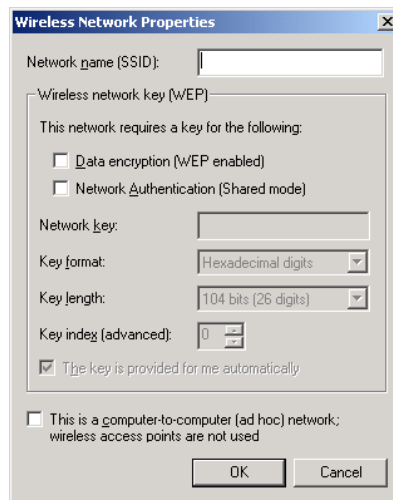 Wireless Network Properties
Network name (SSID):
Wireless network key (WEP)
This network requires a key for the following:
Data encryption (WEP enabled)
Network Authentication (Shared mode)
Network key:
Key format: Hexadecimal digits
Key length: 104 bits (26 digits)
Key index (advanced): 0
The key is provided for me automatically
This is a computer-to-computer (ad hoc) network;
wireless access points are not used
OK Cancel